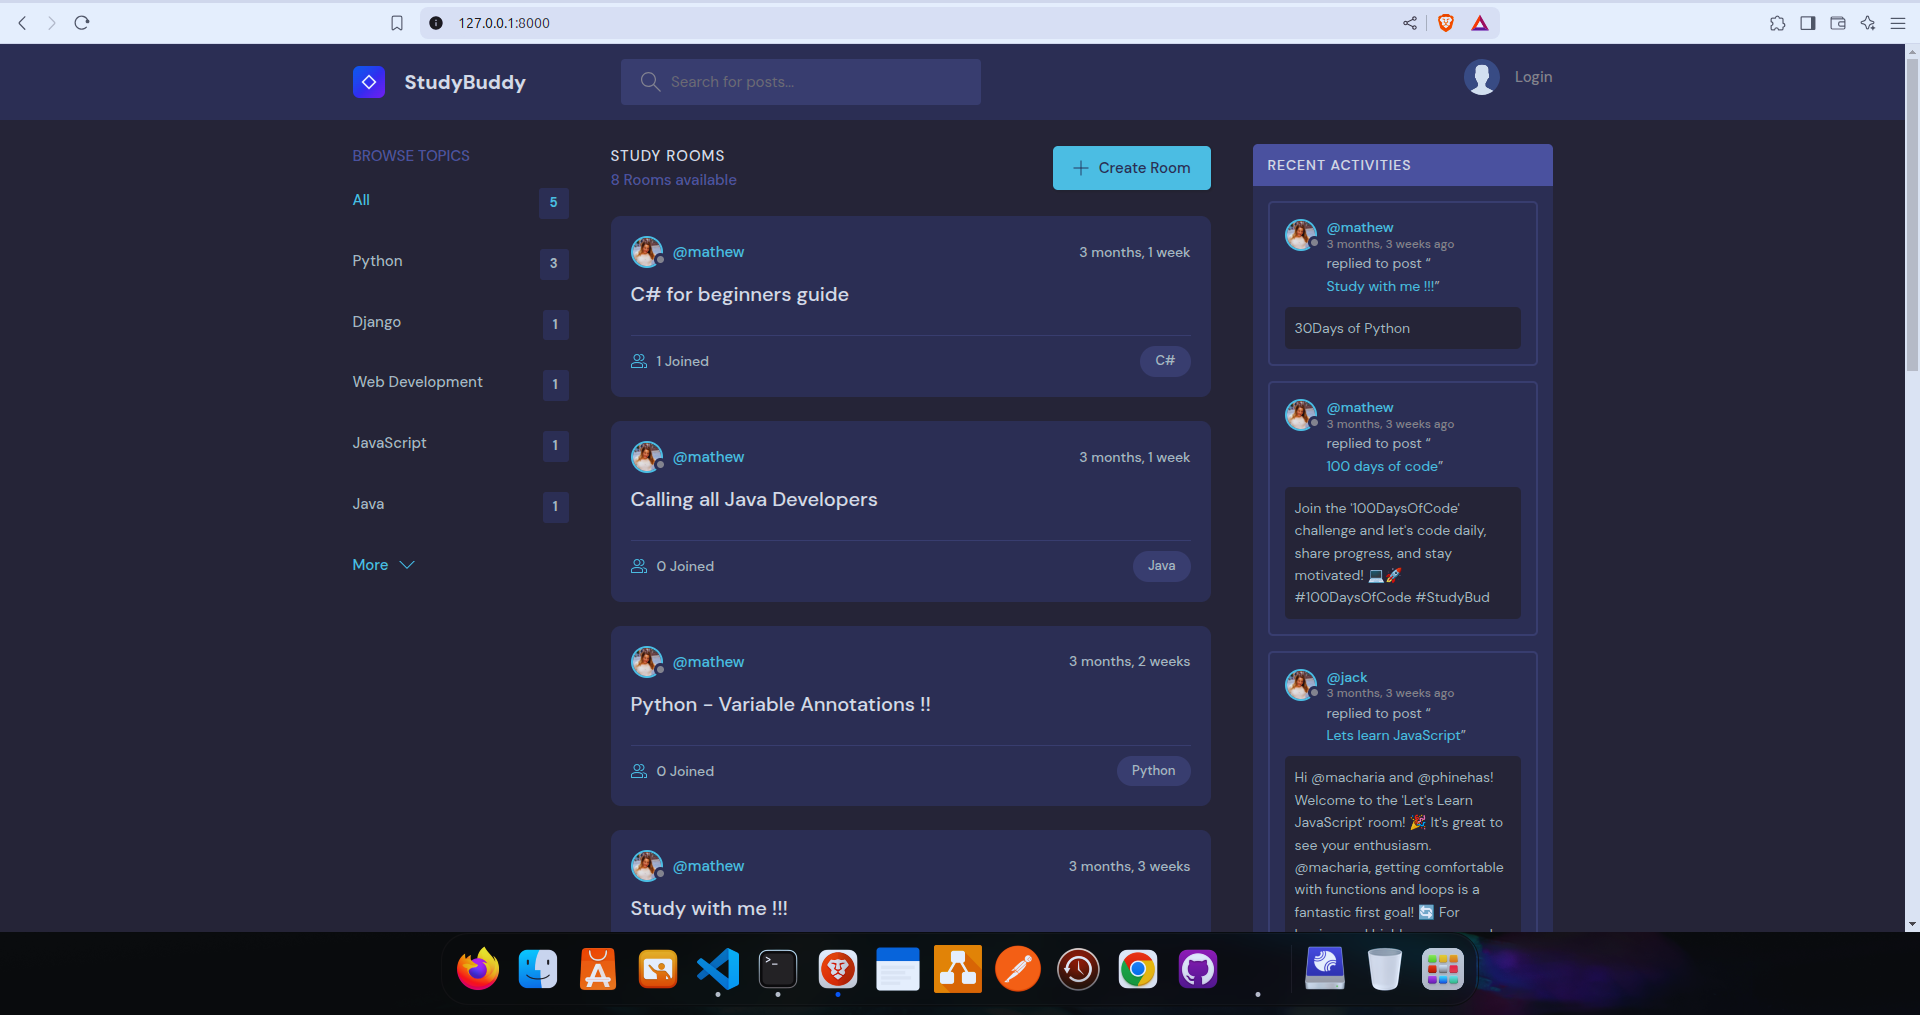 127.0.0.1:8000
StudyBuddy
Search for posts...
Login
BROWSE TOPICS
All
5
Python
3
Django
1
Web Development
1
JavaScript
1
Java
1
More
STUDY ROOMS
8 Rooms available
Create Room
@mathew
3 months, 1 week
C# for beginners guide
1 Joined
C#
@mathew
3 months, 1 week
Calling all Java Developers
0 Joined
Java
@mathew
3 months, 2 weeks
Python - Variable Annotations !!
0 Joined
Python
@mathew
3 months, 3 weeks
Study with me !!!
RECENT ACTIVITIES
@mathew
3 months, 3 weeks ago
replied to post “
Study with me !!!”
30Days of Python
@mathew
3 months, 3 weeks ago
replied to post “
100 days of code”
Join the '100DaysOfCode'
challenge and let's code daily,
share progress, and stay
motivated! 💻🚀
#100DaysOfCode #StudyBud
@jack
3 months, 3 weeks ago
replied to post “
Lets learn JavaScript”
Hi @macharia and @phinehas!
Welcome to the 'Let's Learn
JavaScript' room! 🎉 It's great to
see your enthusiasm.
@macharia, getting comfortable
with functions and loops is a
fantastic first goal! 🔄 For